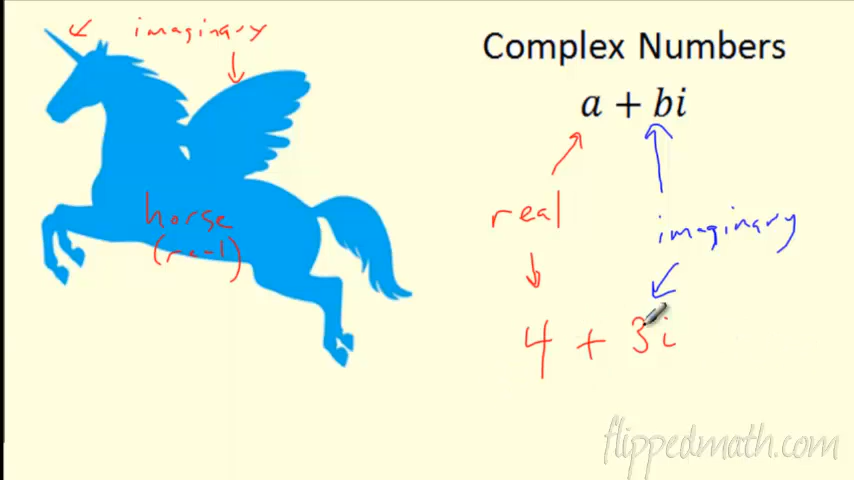 imaginary
horse
(real)
Complex Numbers
a + bi
real
imaginary
4 + 3i
flippedmath.com